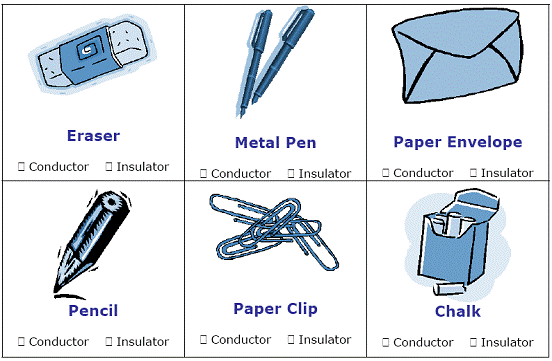 Eraser
Metal Pen
Paper Envelope
▯ Conductor ▯ Insulator
▯ Conductor ▯ Insulator
▯ Conductor ▯ Insulator
Pencil
Paper Clip
Chalk
▯ Conductor ▯ Insulator
▯ Conductor ▯ Insulator
▯ Conductor ▯ Insulator